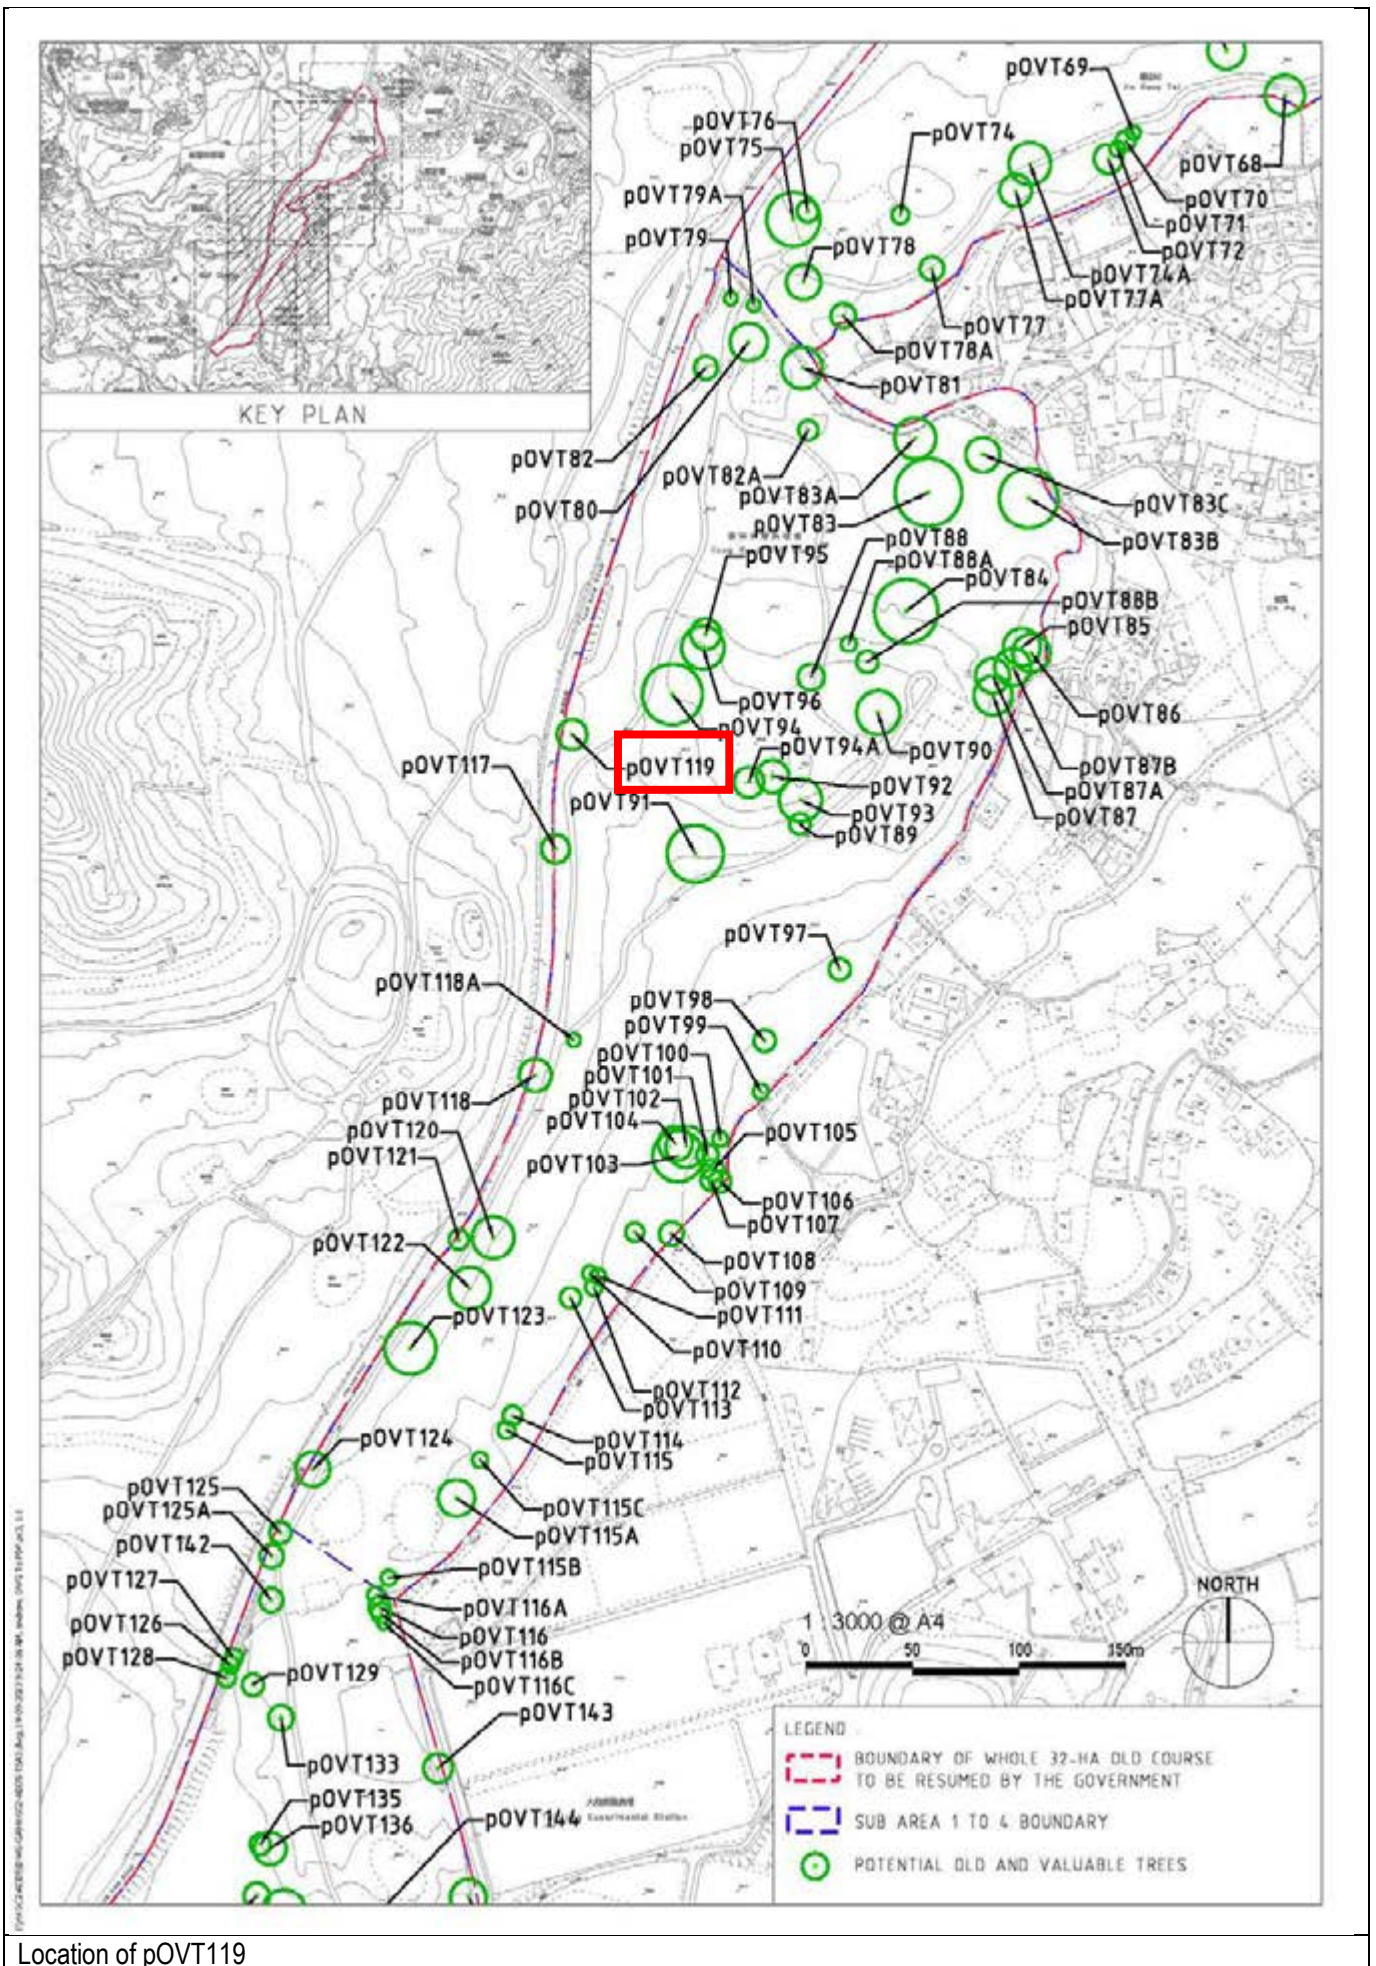 pOVT69
pOVT76
pOVT74
pOVT75
pOVT68
pOVT79A
pOVT70
pOVT71
pOVT79
pOVT78
pOVT72
pOVT74A
pOVT77A
pOVT77
pOVT78A
pOVT81
KEY PLAN
pOVT82
pOVT82A
pOVT83A
pOVT83C
pOVT80
pOVT83
pOVT88
pOVT83B
pOVT95
pOVT88A
pOVT84
pOVT88B
pOVT85
pOVT96
pOVT86
pOVT94
pOVT94A
pOVT90
pOVT117
pOVT119
pOVT87B
pOVT92
pOVT87A
pOVT91
pOVT93
pOVT87
pOVT89
pOVT97
pOVT118A
pOVT98
pOVT99
pOVT100
pOVT101
pOVT102
pOVT118
pOVT104
pOVT120
pOVT105
pOVT121
pOVT103
pOVT106
pOVT107
pOVT122
pOVT108
pOVT109
pOVT123
pOVT111
pOVT110
pOVT112
pOVT113
pOVT124
pOVT114
pOVT115
pOVT125
pOVT125A
pOVT115C
pOVT142
pOVT115A
pOVT115B
pOVT127
NORTH
pOVT116A
pOVT126
1 : 3000 @ A4
pOVT116
0 50 100 150m
pOVT128
pOVT116B
pOVT129
pOVT116C
pOVT143
LEGEND
BOUNDARY OF WHOLE 32-HA OLD COURSE
TO BE RESUMED BY THE GOVERNMENT
pOVT133
pOVT135
pOVT144
Experimental Station
SUB AREA 1 TO 4 BOUNDARY
pOVT136
POTENTIAL OLD AND VALUABLE TREES
Location of pOVT119